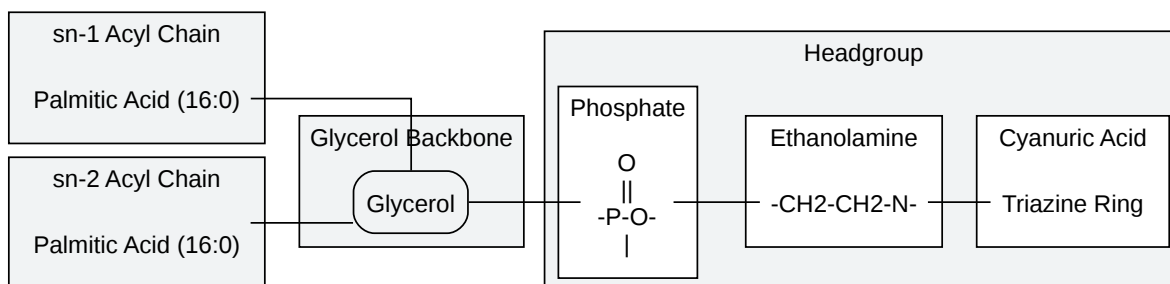 sn-1 Acyl Chain
Palmitic Acid (16:0)
sn-2 Acyl Chain
Palmitic Acid (16:0)
Glycerol Backbone
Glycerol
Headgroup
Phosphate
O
||
-P-O-
|
Ethanolamine
-CH2-CH2-N-
Cyanuric Acid
Triazine Ring